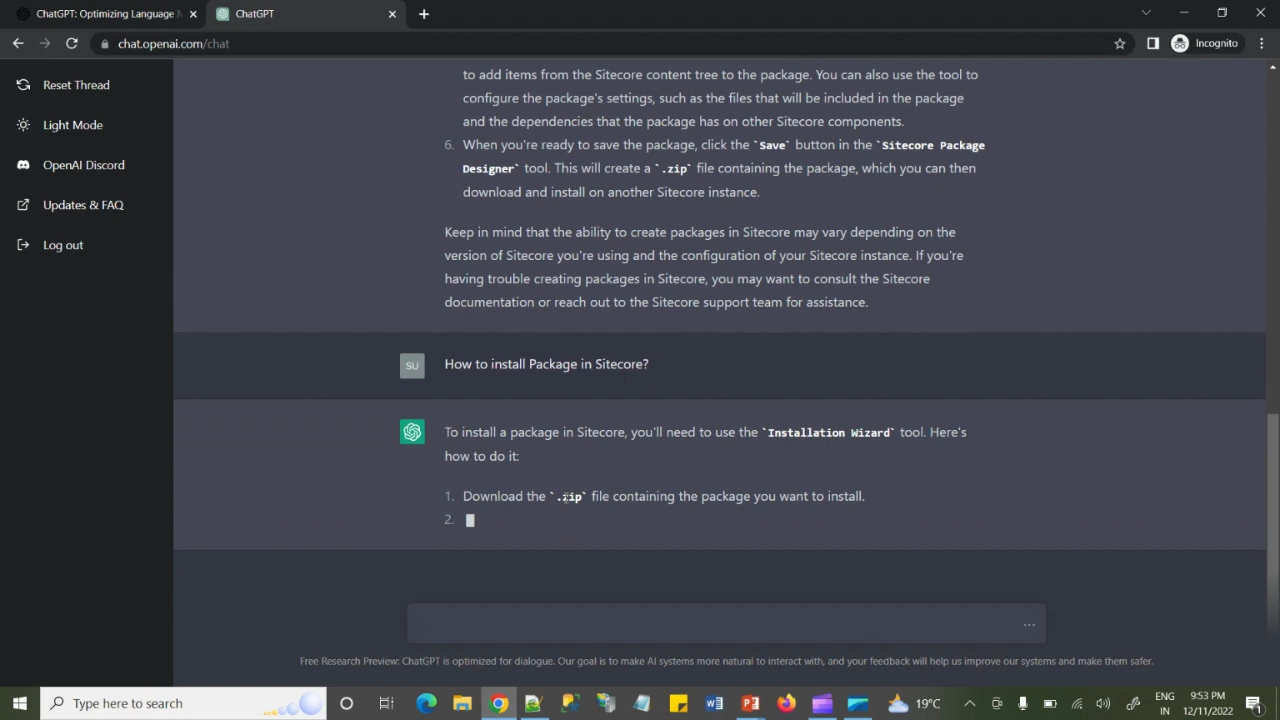 ChatGPT: Optimizing Language M
ChatGPT
chat.openai.com/chat
Incognito
Reset Thread
Light Mode
OpenAI Discord
Updates & FAQ
Log out
to add items from the Sitecore content tree to the package. You can also use the tool to
configure the package's settings, such as the files that will be included in the package
and the dependencies that the package has on other Sitecore components.
6. When you're ready to save the package, click the `Save` button in the `Sitecore Package
Designer` tool. This will create a `.zip` file containing the package, which you can then
download and install on another Sitecore instance.
Keep in mind that the ability to create packages in Sitecore may vary depending on the
version of Sitecore you're using and the configuration of your Sitecore instance. If you're
having trouble creating packages in Sitecore, you may want to consult the Sitecore
documentation or reach out to the Sitecore support team for assistance.
SU
How to install Package in Sitecore?
To install a package in Sitecore, you'll need to use the `Installation Wizard` tool. Here's
how to do it:
1. Download the `.zip` file containing the package you want to install.
2.
Free Research Preview: ChatGPT is optimized for dialogue. Our goal is to make AI systems more natural to interact with, and your feedback will help us improve our systems and make them safer.
Type here to search
19°C
ENG
IN
9:53 PM
12/11/2022
1